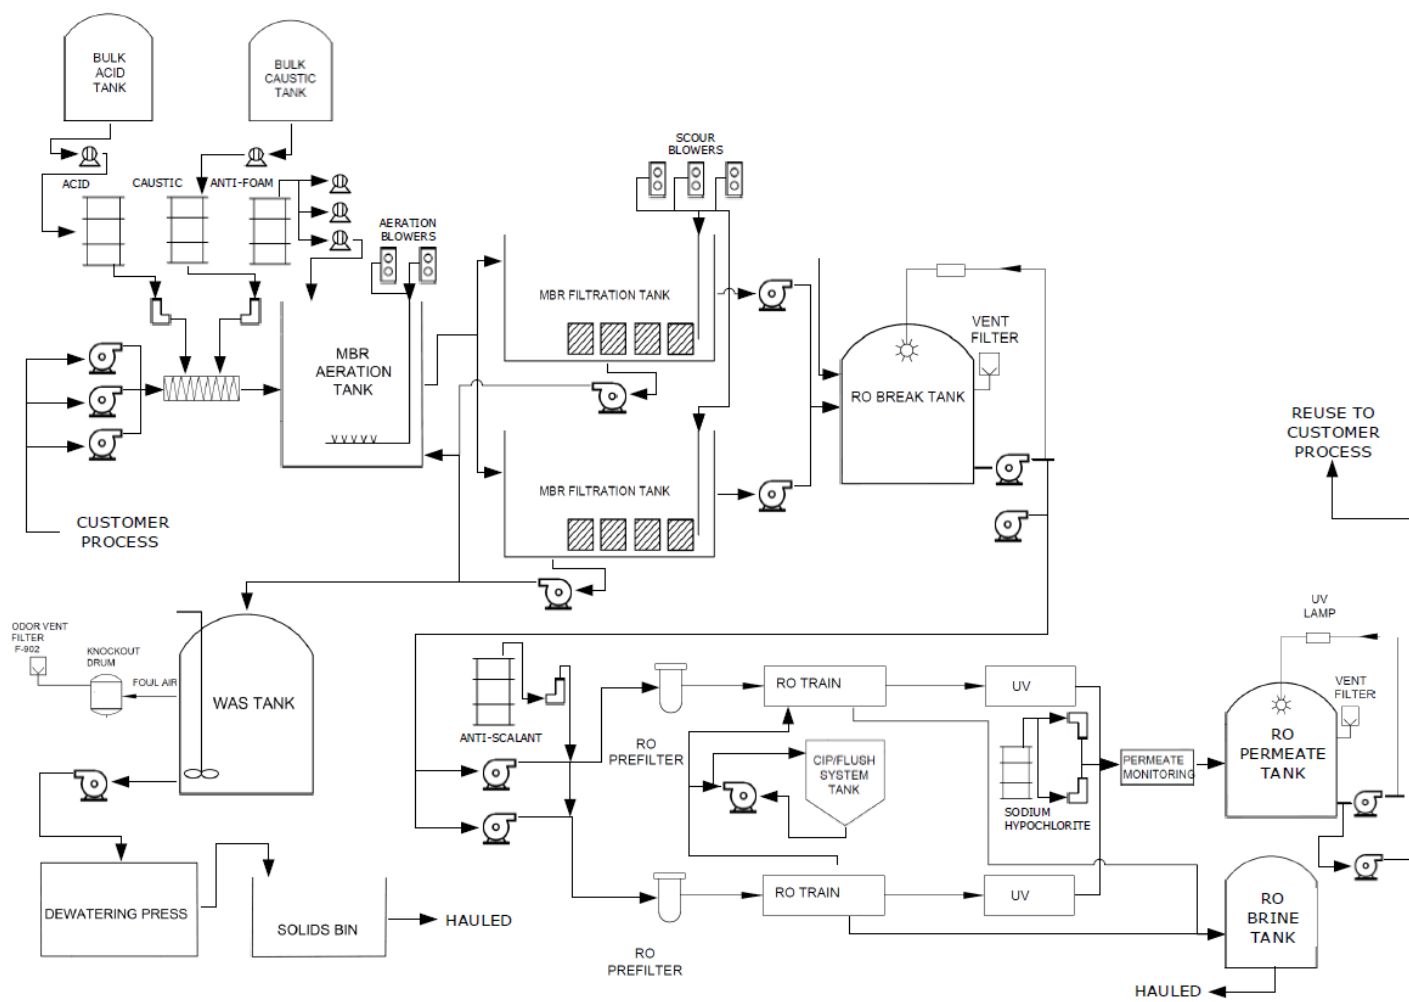 BULK
ACID
TANK
BULK
CAUSTIC
TANK
ACID
CAUSTIC
ANTI-FOAM
AERATION
BLOWERS
SCOUR
BLOWERS
MBR FILTRATION TANK
MBR
AERATION
TANK
VENT
FILTER
RO BREAK TANK
REUSE TO
CUSTOMER
PROCESS
MBR FILTRATION TANK
CUSTOMER
PROCESS
ODOR VENT
FILTER
F-902
KNOCKOUT
DRUM
FOUL AIR
WAS TANK
ANTI-SCALANT
RO
PREFILTER
RO TRAIN
UV
CIP/FLUSH
SYSTEM
TANK
SODIUM
HYPOCHLORITE
PERMEATE
MONITORING
UV
LAMP
VENT
FILTER
RO
PERMEATE
TANK
DEWATERING PRESS
SOLIDS BIN
HAULED
RO
PREFILTER
RO TRAIN
UV
RO
BRINE
TANK
HAULED